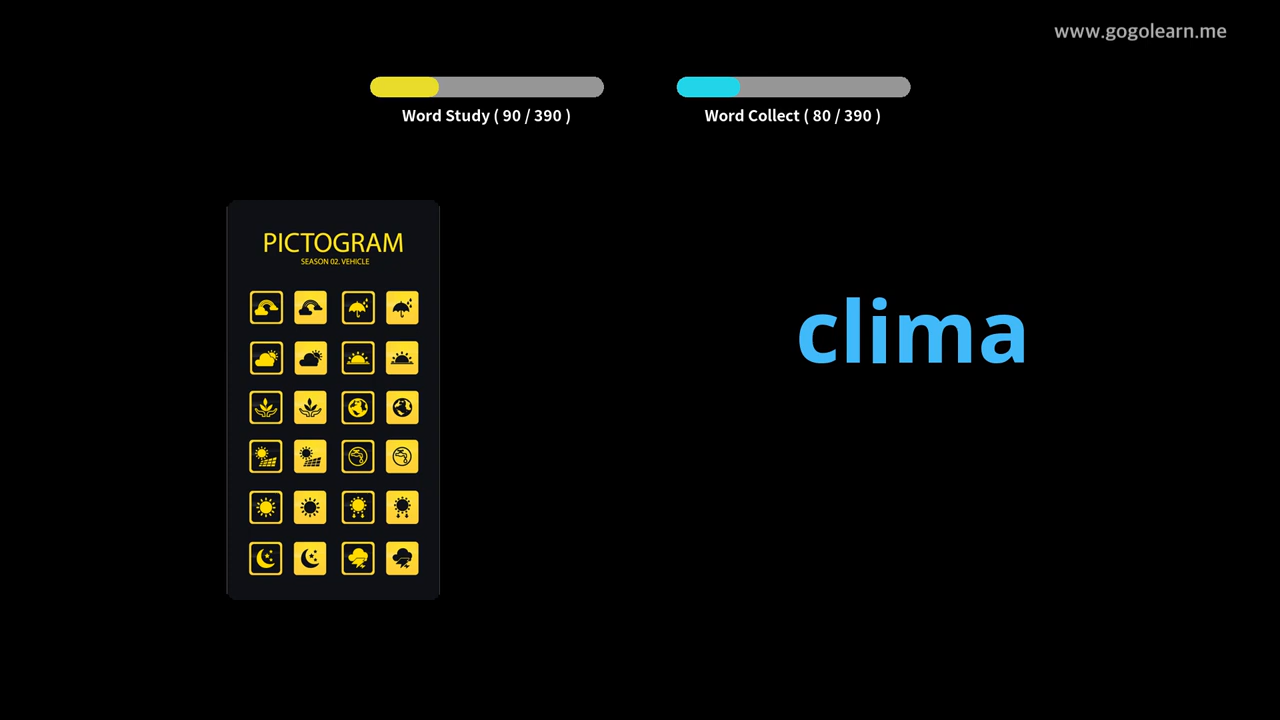 www.gogolearn.me
Word Study ( 90 / 390 )
Word Collect ( 80 / 390 )
PICTOGRAM
SEASON 02. VEHICLE
clima